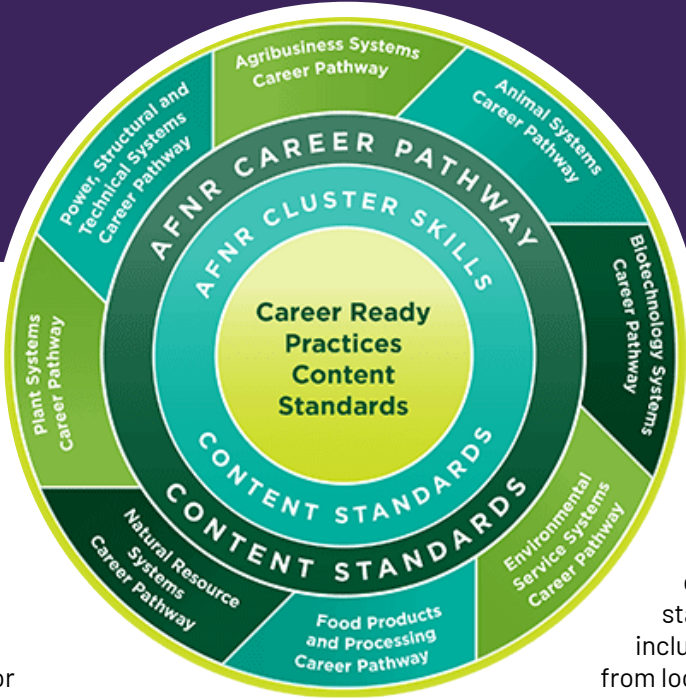 Agribusiness Systems
Career Pathway
Animal Systems
Career Pathway
Biotechnology Systems
Career Pathway
Environmental
Service Systems
Career Pathway
Food Products
and Processing
Career Pathway
Natural Resource
Systems
Career Pathway
Plant Systems
Career Pathway
Power, Structural and
Technical Systems
Career Pathway
AFNR CAREER PATHWAY
CONTENT STANDARDS
AFNR CLUSTER SKILLS
CONTENT STANDARDS
Career Ready
Practices
Content
Standards
or
from